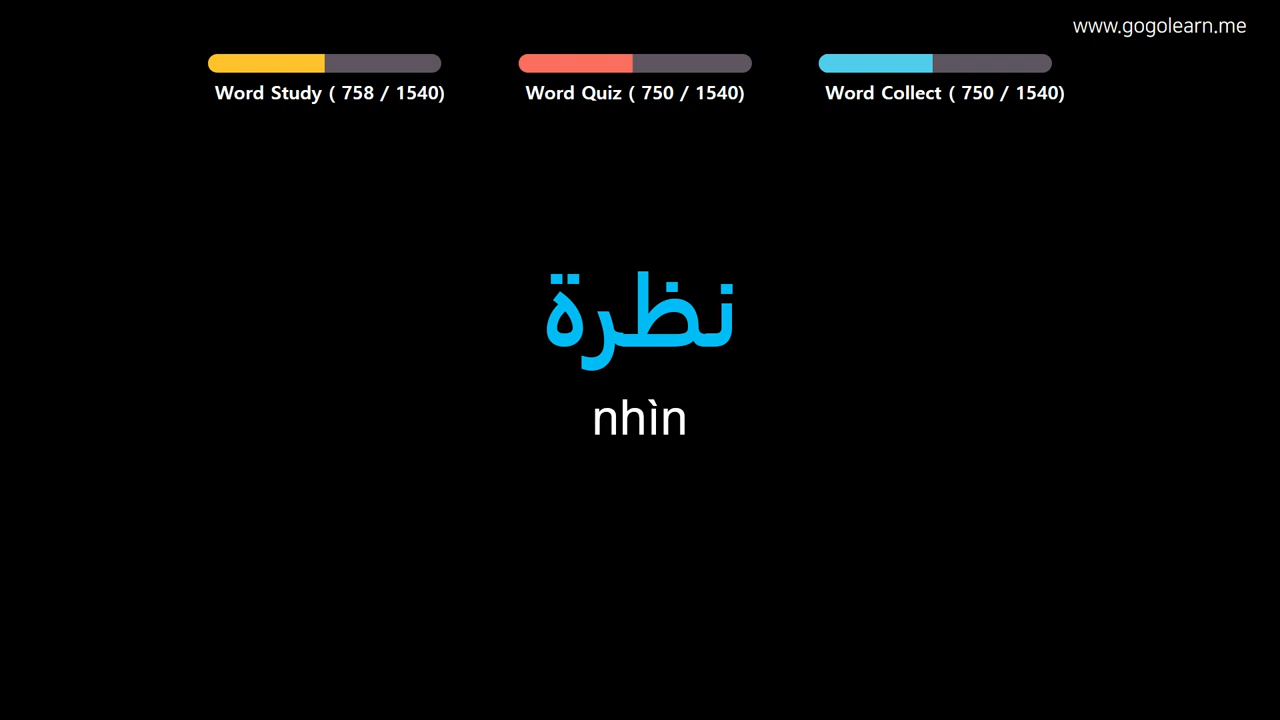 www.gogolearn.me
Word Study ( 758 / 1540)
Word Quiz ( 750 / 1540)
Word Collect ( 750 / 1540)
نظرة
nhìn